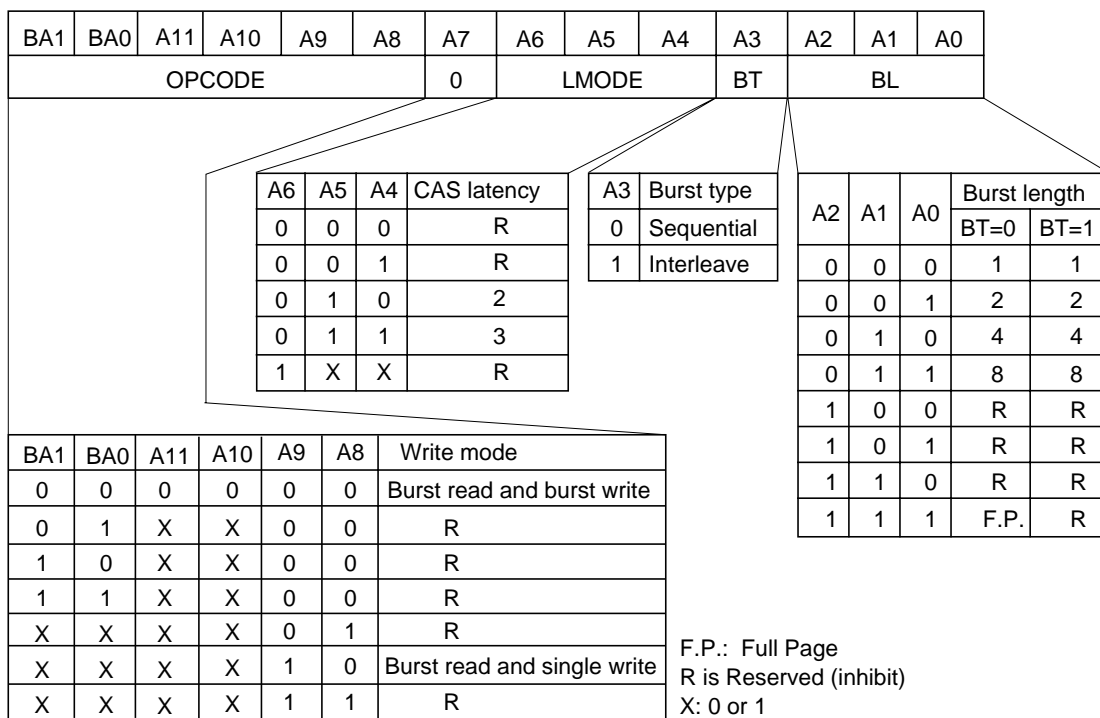 BA1 BA0 A11 A10 A9 A8 A7 A6 A5 A4 A3 A2 A1 A0
OPCODE 0 LMODE BT BL
A6 A5 A4 CAS latency
0 0 0 R
0 0 1 R
0 1 0 2
0 1 1 3
1 X X R
A3 Burst type
0 Sequential
1 Interleave
A2 A1 A0 Burst length
BT=0 BT=1
0 0 0 1 1
0 0 1 2 2
0 1 0 4 4
0 1 1 8 8
1 0 0 R R
1 0 1 R R
1 1 0 R R
1 1 1 F.P. R
BA1 BA0 A11 A10 A9 A8 Write mode
0 0 0 0 0 0 Burst read and burst write
0 1 X X 0 0 R
1 0 X X 0 0 R
1 1 X X 0 0 R
X X X X 0 1 R
X X X X 1 0 Burst read and single write
X X X X 1 1 R
F.P.: Full Page
R is Reserved (inhibit)
X: 0 or 1